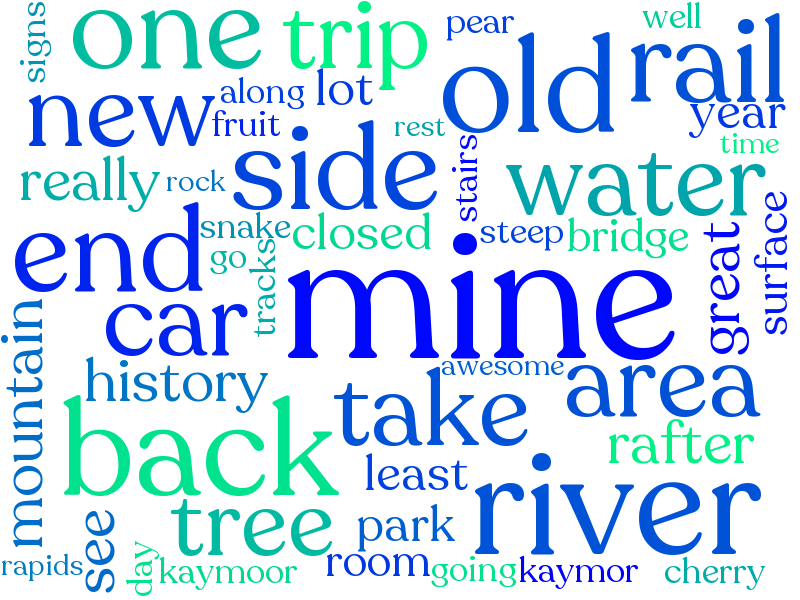 signs
one
trip
pear
well
new
along
lot
old
rail
fruit
year
rest
time
really
rock
side
stairs
water
snake
closed
steep
bridge
surface
end
go
tracks
mine
great
car
mountain
history
awesome
take
area
back
least
rafter
river
see
tree
park
rapids
day
kaymoor
room
going
kaymor
cherry